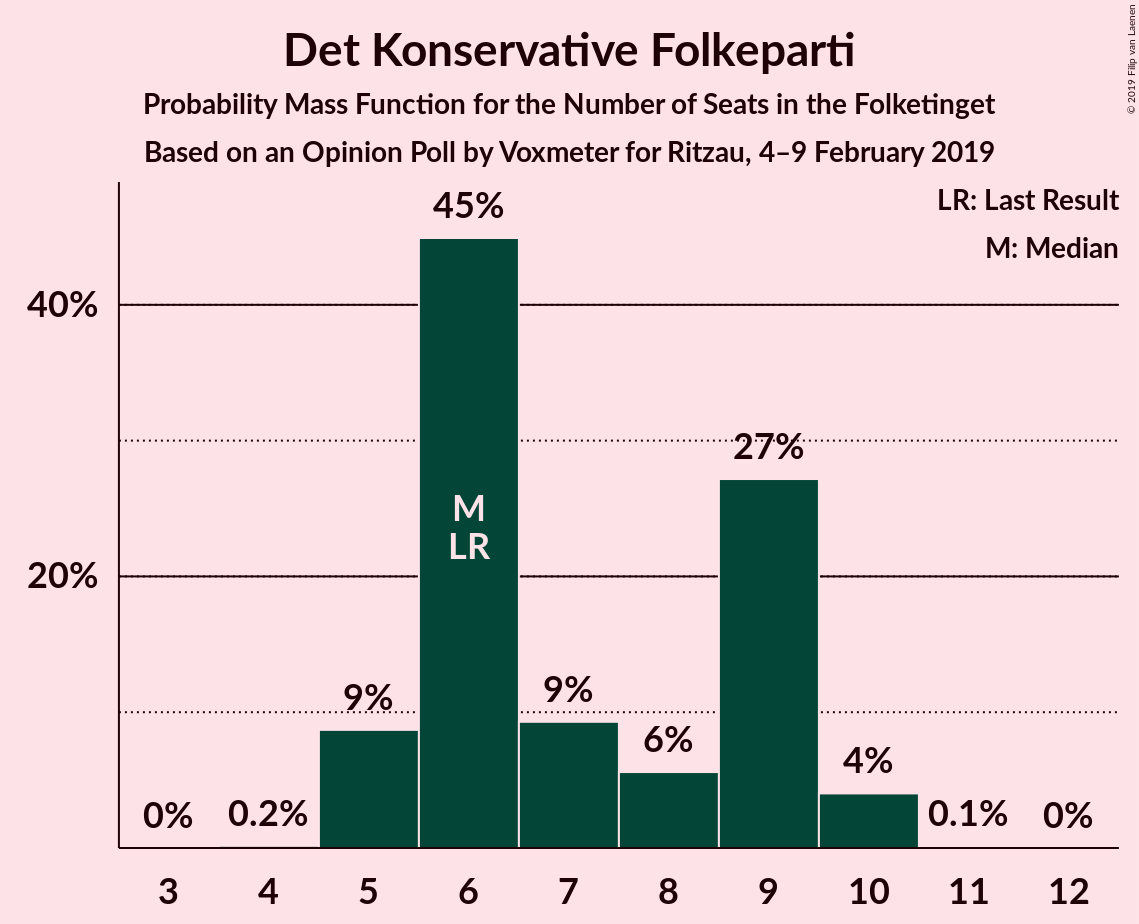 Det Konservative Folkeparti
Probability Mass Function for the Number of Seats in the Folketinget
Based on an Opinion Poll by Voxmeter for Ritzau, 4–9 February 2019
© 2019 Filip van Laenen
LR: Last Result
M: Median
40%
20%
0%
0.2%
9%
45%
9%
6%
27%
4%
0.1%
0%
M
LR
3
4
5
6
7
8
9
10
11
12